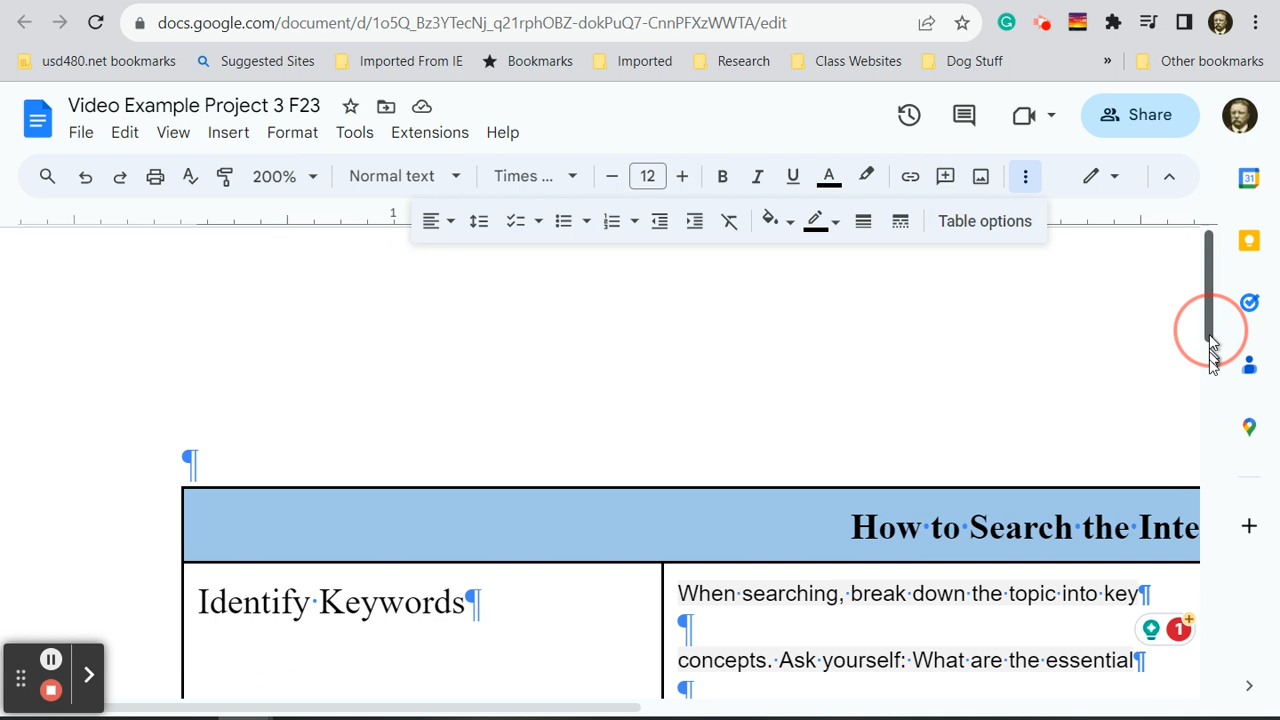 docs.google.com/document/d/1o5Q_Bz3YTecNj_q21rphOBZ-dokPuQ7-CnnPFXzWWTA/edit
usd480.net bookmarks Suggested Sites Imported From IE Bookmarks Imported Research Class Websites Dog Stuff » Other bookmarks
Video Example Project 3 F23
File Edit View Insert Format Tools Extensions Help
Share
200% Normal text Times ... 12 B I U A
Table options
1
31
¶
How·to·Search·the·Inte
Identify·Keywords¶
When·searching,·break·down·the·topic·into·key¶
¶
1
concepts.·Ask·yourself:·What·are·the·essential¶
¶